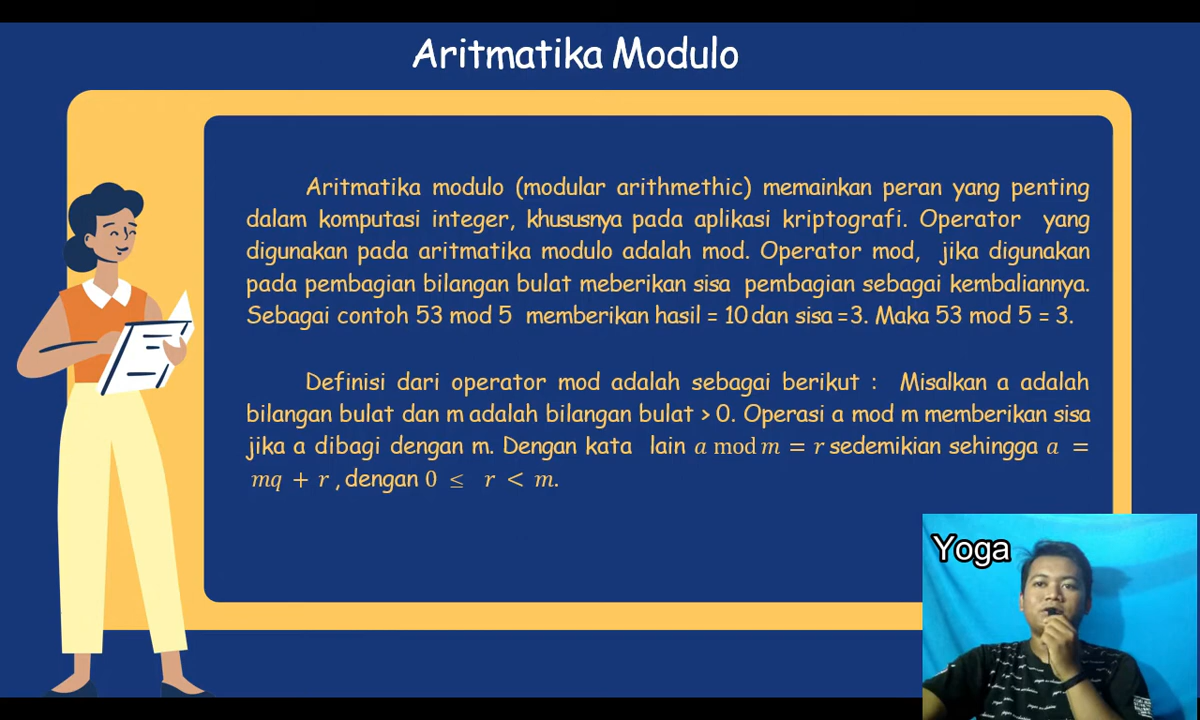 Aritmatika Modulo
Aritmatika modulo (modular arithmethic) memainkan peran yang penting
dalam komputasi integer, khususnya pada aplikasi kriptografi. Operator yang
digunakan pada aritmatika modulo adalah mod. Operator mod, jika digunakan
pada pembagian bilangan bulat meberikan sisa pembagian sebagai kembaliannya.
Sebagai contoh 53 mod 5 memberikan hasil = 10 dan sisa =3. Maka 53 mod 5 = 3.
Definisi dari operator mod adalah sebagai berikut : Misalkan a adalah
bilangan bulat dan m adalah bilangan bulat > 0. Operasi a mod m memberikan sisa
jika a dibagi dengan m. Dengan kata lain a mod m = r sedemikian sehingga a =
mq + r , dengan 0 ≤ r < m.
Yoga